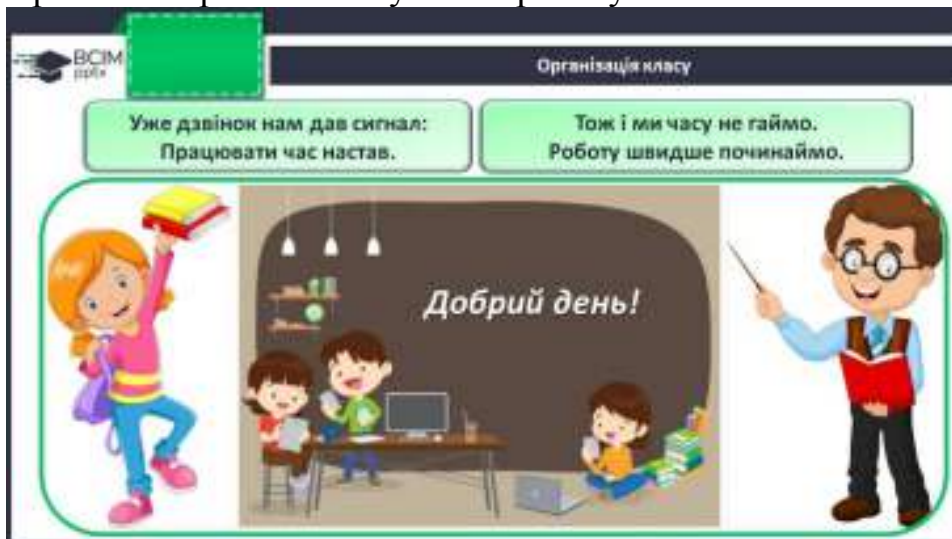 ВСІМ
pptx
Організація класу
Уже дзвінок нам дав сигнал:
Працювати час настав.
Тож і ми часу не гаймо.
Роботу швидше починаймо.
Добрий день!